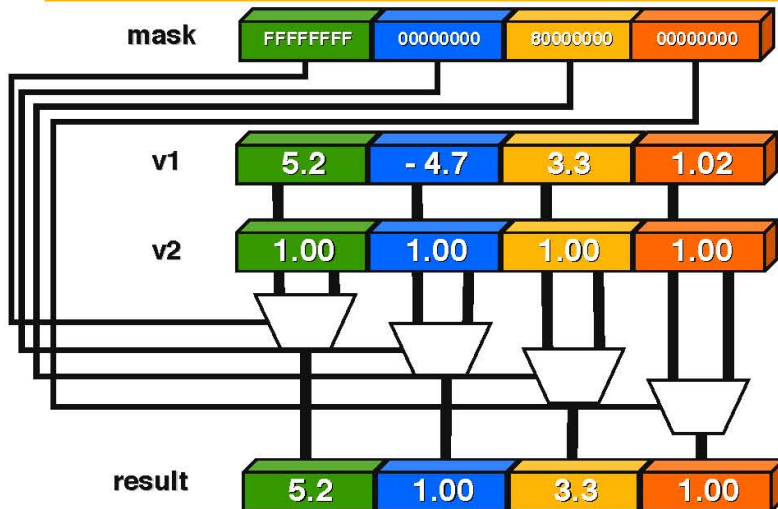 mask FFFFFFFF 00000000 80000000 00000000
v1 5.2 - 4.7 3.3 1.02
v2 1.00 1.00 1.00 1.00
result 5.2 1.00 3.3 1.00